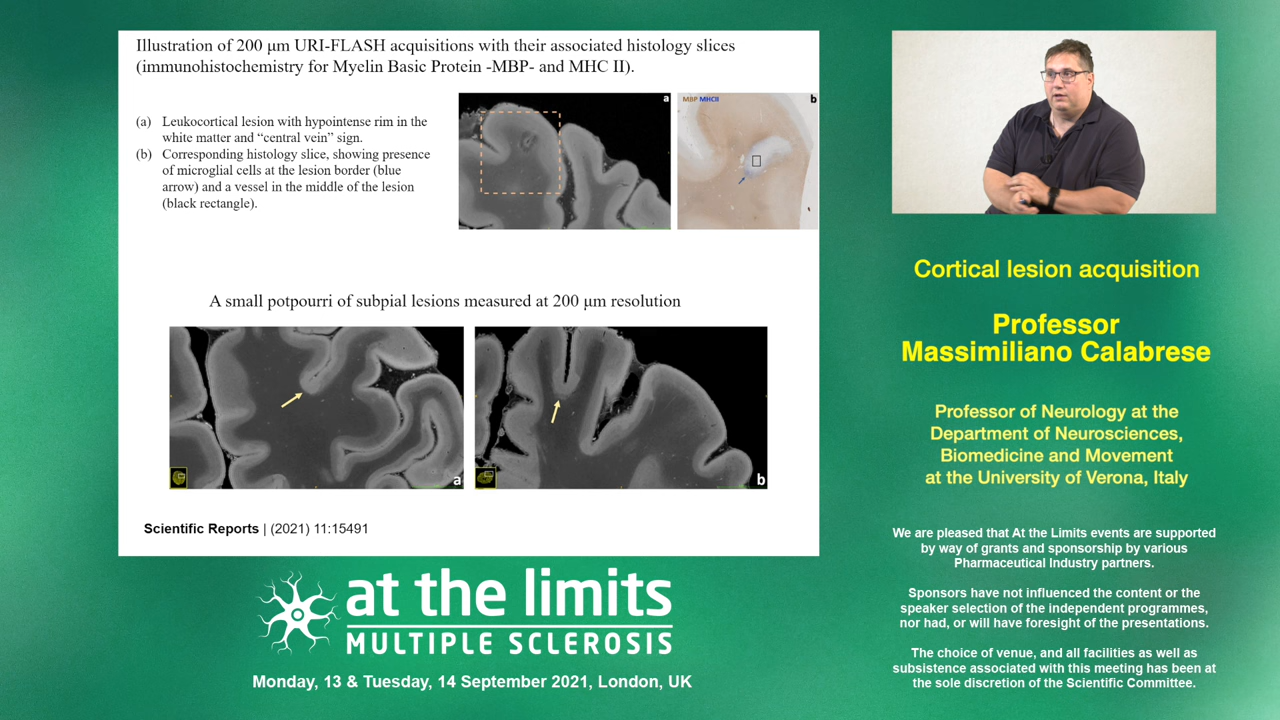 Illustration of 200 µm URI-FLASH acquisitions with their associated histology slices
(immunohistochemistry for Myelin Basic Protein -MBP- and MHC II).
(a) Leukocortical lesion with hypointense rim in the
white matter and “central vein” sign.
(b) Corresponding histology slice, showing presence
of microglial cells at the lesion border (blue
arrow) and a vessel in the middle of the lesion
(black rectangle).
a
MBP MHCII
b
A small potpourri of subpial lesions measured at 200 µm resolution
a
b
Scientific Reports | (2021) 11:15491
at the limits
MULTIPLE SCLEROSIS
Monday, 13 & Tuesday, 14 September 2021, London, UK
Cortical lesion acquisition
Professor
Massimiliano Calabrese
Professor of Neurology at the
Department of Neurosciences,
Biomedicine and Movement
at the University of Verona, Italy
We are pleased that At the Limits events are supported
by way of grants and sponsorship by various
Pharmaceutical Industry partners.
Sponsors have not influenced the content or the
speaker selection of the independent programmes,
nor had, or will have foresight of the presentations.
The choice of venue, and all facilities as well as
subsistence associated with this meeting has been at
the sole discretion of the Scientific Committee.